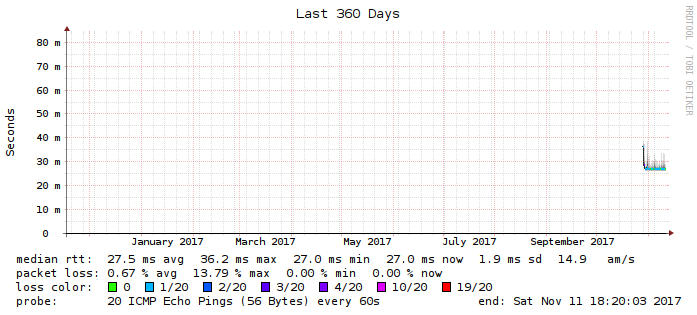 Last 360 Days
RRDTOOL / TOBI OETIKER
Seconds
80 m
70 m
60 m
50 m
40 m
30 m
20 m
10 m
0
January 2017 March 2017 May 2017 July 2017 September 2017
median rtt: 27.5 ms avg 36.2 ms max 27.0 ms min 27.0 ms now 1.9 ms sd 14.9 am/s
packet loss: 0.67 % avg 13.79 % max 0.00 % min 0.00 % now
loss color: 0 1/20 2/20 3/20 4/20 10/20 19/20
probe: 20 ICMP Echo Pings (56 Bytes) every 60s end: Sat Nov 11 18:20:03 2017